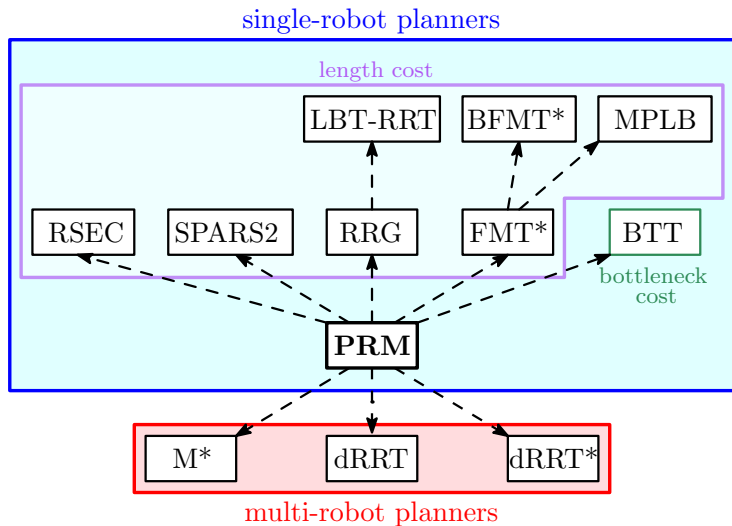 single-robot planners
length cost
LBT-RRT
BFMT*
MPLB
RSEC
SPARS2
RRG
FMT*
BTT
bottleneck
cost
PRM
M*
dRRT
dRRT*
multi-robot planners